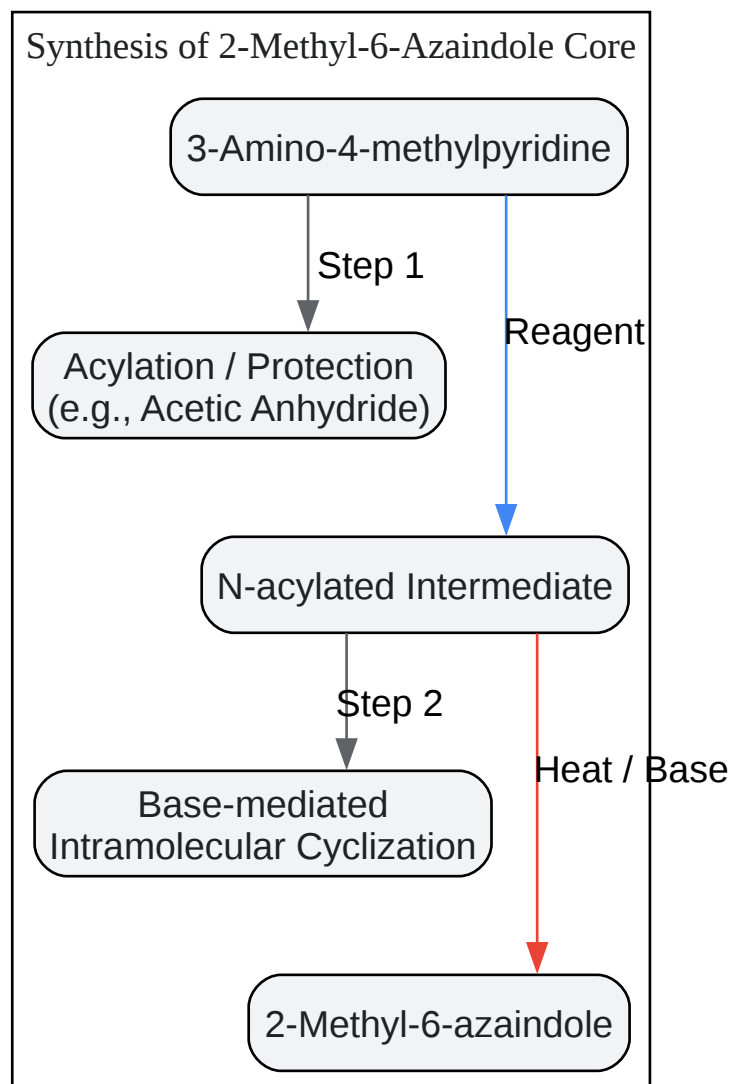 Synthesis of 2-Methyl-6-Azaindole Core
3-Amino-4-methylpyridine
Step 1
Reagent
Acylation / Protection
(e.g., Acetic Anhydride)
N-acylated Intermediate
Step 2
Heat / Base
Base-mediated
Intramolecular Cyclization
2-Methyl-6-azaindole